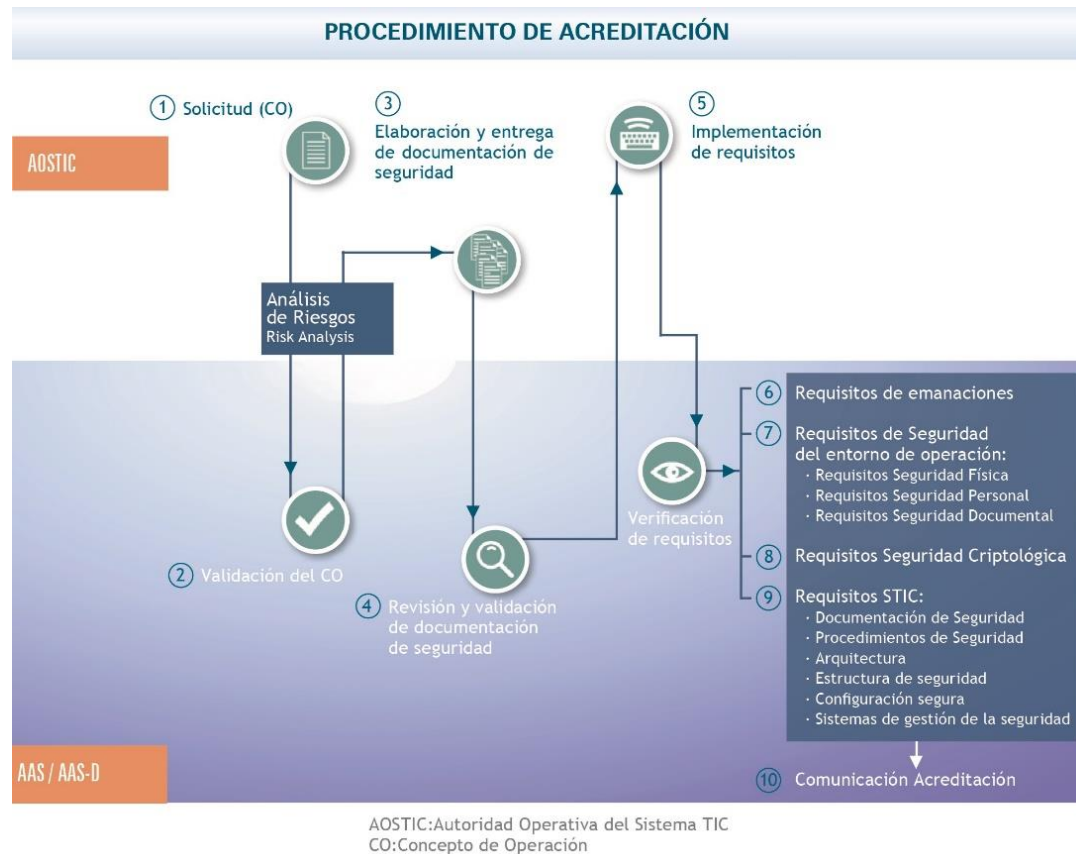 PROCEDIMIENTO DE ACREDITACIÓN
1 Solicitud (CO)
3
Elaboración y entrega
de documentación de
seguridad
5
Implementación
de requisitos
AOSTIC
Análisis
de Riesgos
Risk Analysis
2 Validación del CO
4 Revisión y validación
de documentación
de seguridad
Verificación
de requisitos
6 Requisitos de emanaciones
7 Requisitos de Seguridad
del entorno de operación:
· Requisitos Seguridad Física
· Requisitos Seguridad Personal
· Requisitos Seguridad Documental
8 Requisitos Seguridad Criptológica
9 Requisitos STIC:
· Documentación de Seguridad
· Procedimientos de Seguridad
· Arquitectura
· Estructura de seguridad
· Configuración segura
· Sistemas de gestión de la seguridad
AAS / AAS-D
10 Comunicación Acreditación
AOSTIC:Autoridad Operativa del Sistema TIC
CO:Concepto de Operación